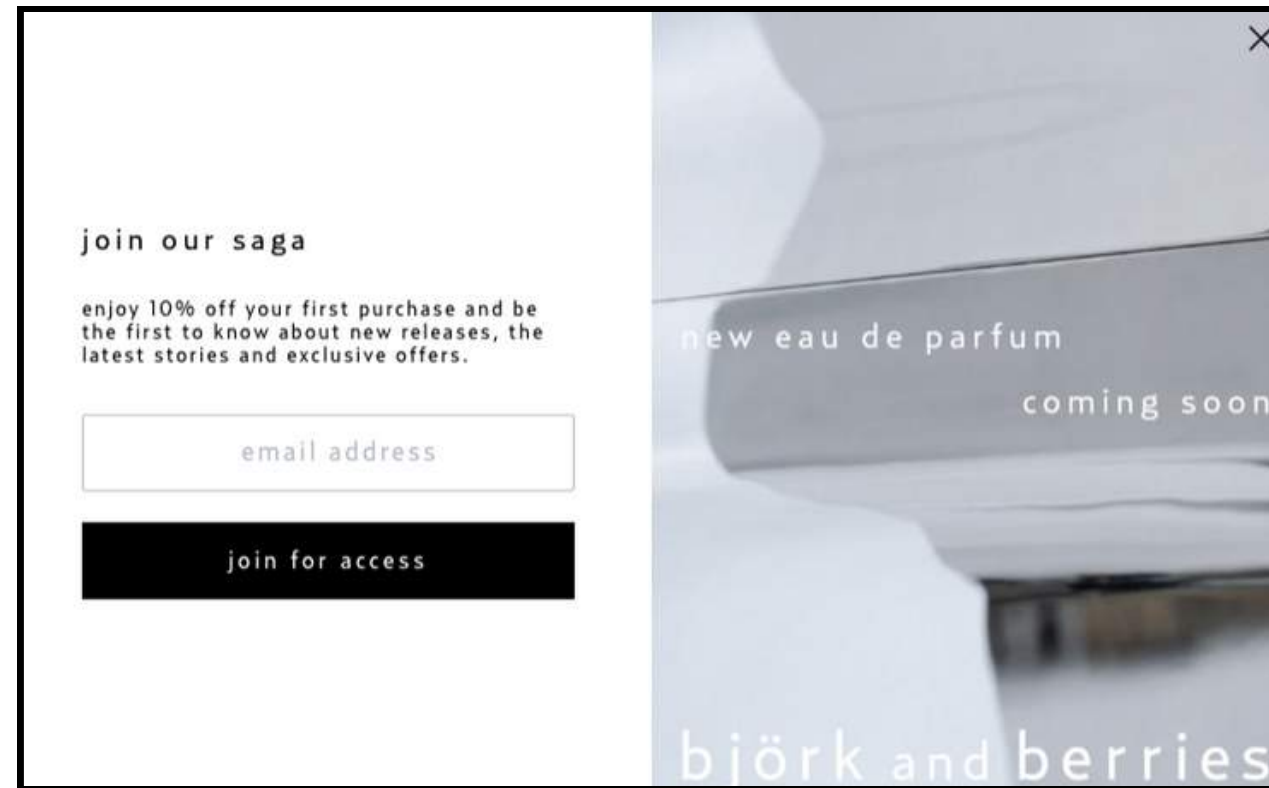 join our saga
enjoy 10% off your first purchase and be
the first to know about new releases, the
latest stories and exclusive offers.
email address
join for access
new eau de parfum
coming soon
björk and berries